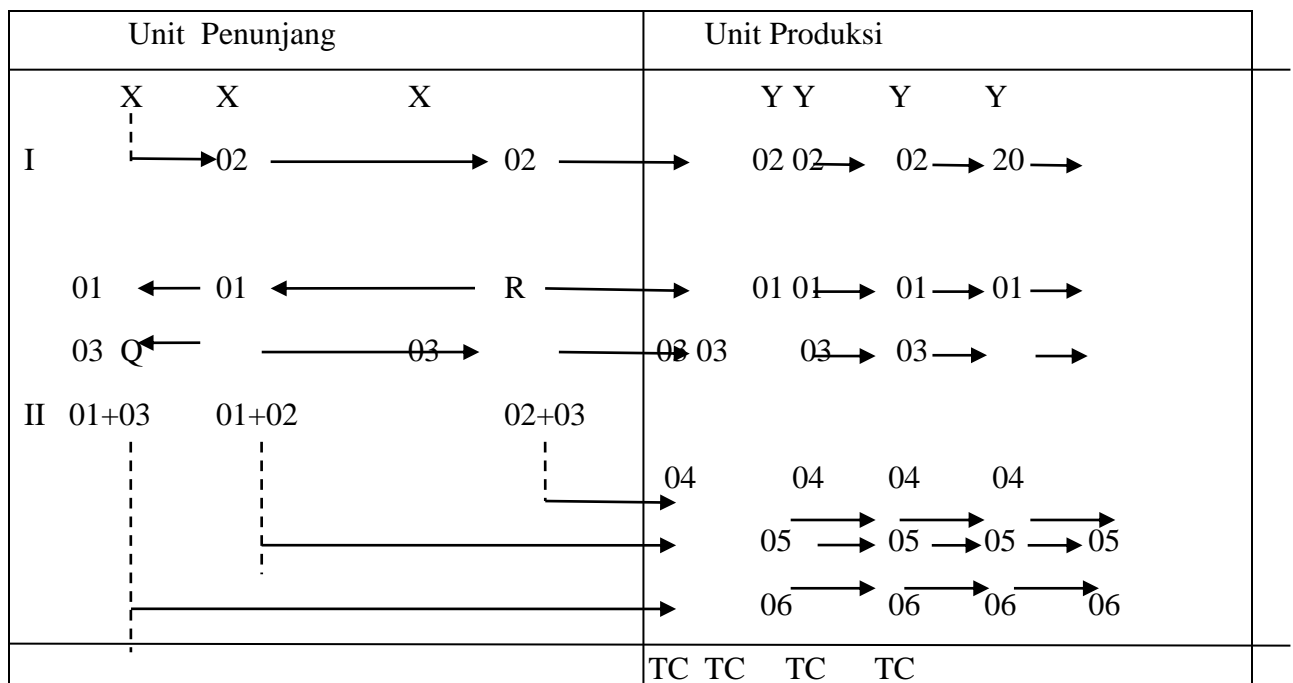 Unit Penunjang Unit Produksi
X X X Y Y Y Y
I 02 02 02 02 02 20
01 01 R 01 01 01 01
03 Q 03 03 03 03 03
II 01+03 01+02 02+03
04 04 04 04
05 05 05 05
06 06 06 06
TC TC TC TC